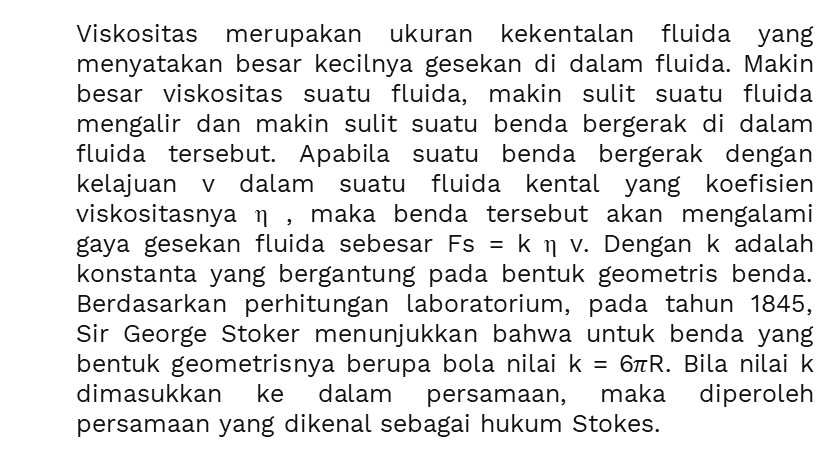 Viskositas merupakan ukuran kekentalan fluida yang
menyatakan besar kecilnya gesekan di dalam fluida. Makin
besar viskositas suatu fluida, makin sulit suatu fluida
mengalir dan makin sulit suatu benda bergerak di dalam
fluida tersebut. Apabila suatu benda bergerak dengan
kelajuan v dalam suatu fluida kental yang koefisien
viskositasnya η , maka benda tersebut akan mengalami
gaya gesekan fluida sebesar Fs = k η v. Dengan k adalah
konstanta yang bergantung pada bentuk geometris benda.
Berdasarkan perhitungan laboratorium, pada tahun 1845,
Sir George Stoker menunjukkan bahwa untuk benda yang
bentuk geometrisnya berupa bola nilai k = 6πR. Bila nilai k
dimasukkan ke dalam persamaan, maka diperoleh
persamaan yang dikenal sebagai hukum Stokes.